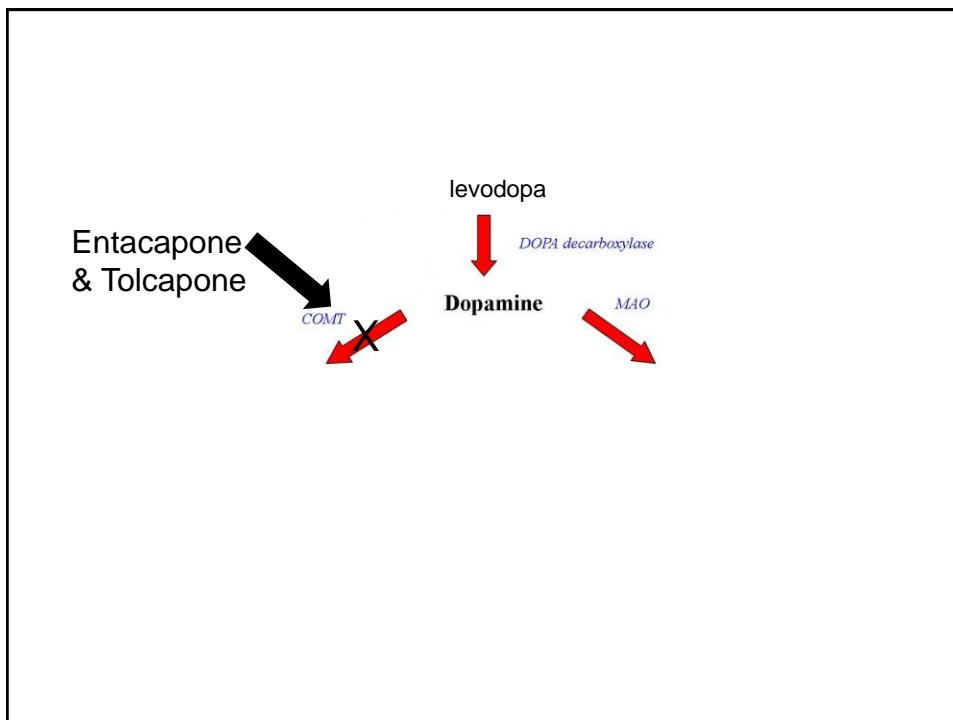 levodopa
DOPA decarboxylase
Entacapone
& Tolcapone
Dopamine
MAO
COMT
X